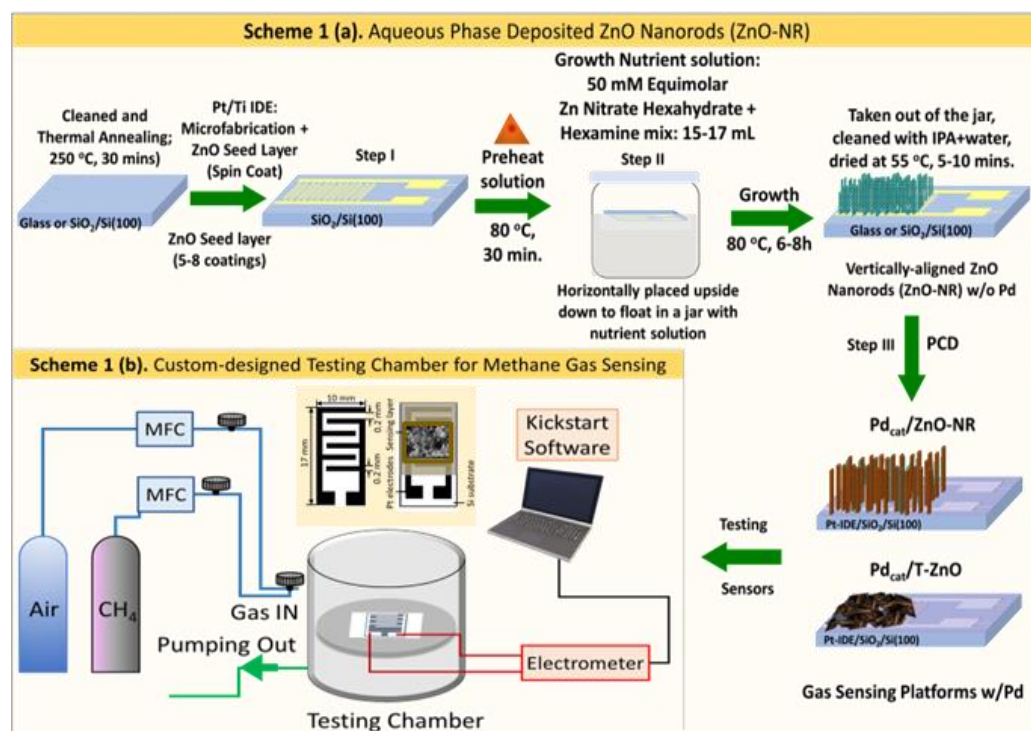 Scheme 1 (a). Aqueous Phase Deposited ZnO Nanorods (ZnO-NR)
Cleaned and
Thermal Annealing;
250 °C, 30 mins)
Glass or SiO₂/Si(100)
Pt/Ti IDE:
Microfabrication +
ZnO Seed Layer
(Spin Coat)
ZnO Seed layer
(5-8 coatings)
Step I
SiO₂/Si(100)
Preheat
solution
80 °C,
30 min.
Growth Nutrient solution:
50 mM Equimolar
Zn Nitrate Hexahydrate +
Hexamine mix: 15-17 mL
Step II
Horizontally placed upside
down to float in a jar with
nutrient solution
Growth
80 °C, 6-8h
Taken out of the jar,
cleaned with IPA+water,
dried at 55 °C, 5-10 mins.
Glass or SiO₂/Si(100)
Vertically-aligned ZnO
Nanorods (ZnO-NR) w/o Pd
Step III
PCD
Pdcat/ZnO-NR
Pt-IDE/SiO₂/Si(100)
Pdcat/T-ZnO
Pt-IDE/SiO₂/Si(100)
Gas Sensing Platforms w/Pd
Testing
Sensors
Scheme 1 (b). Custom-designed Testing Chamber for Methane Gas Sensing
MFC
MFC
Air
CH₄
Gas IN
Pumping Out
10 mm
0.2 mm
17 mm
0.2 mm
Sensing layer
Pt electrodes
Si substrate
Kickstart
Software
Electrometer
Testing Chamber